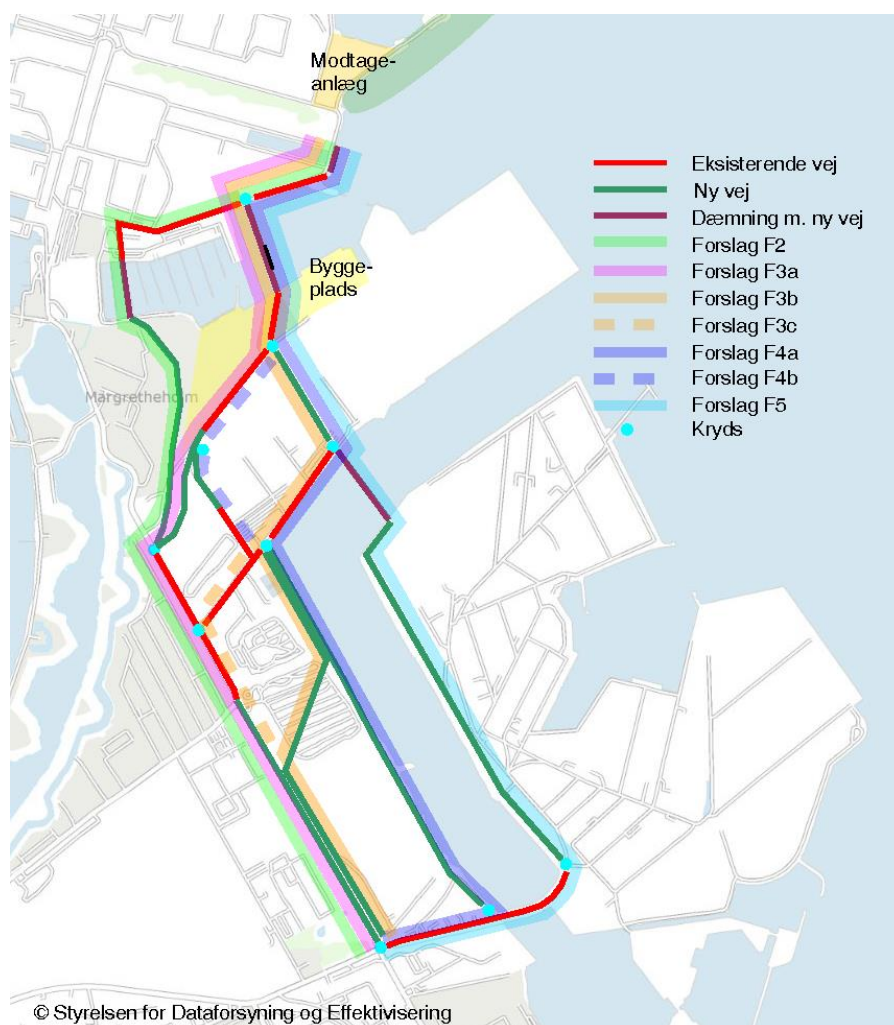 Modtage-
anlæg
Eksisterende vej
Ny vej
Dæmning m. ny vej
Forslag F2
Forslag F3a
Forslag F3b
Forslag F3c
Forslag F4a
Forslag F4b
Forslag F5
Kryds
Bygge-
plads
Margretheholm
© Styrelsen for Dataforsyning og Effektivisering